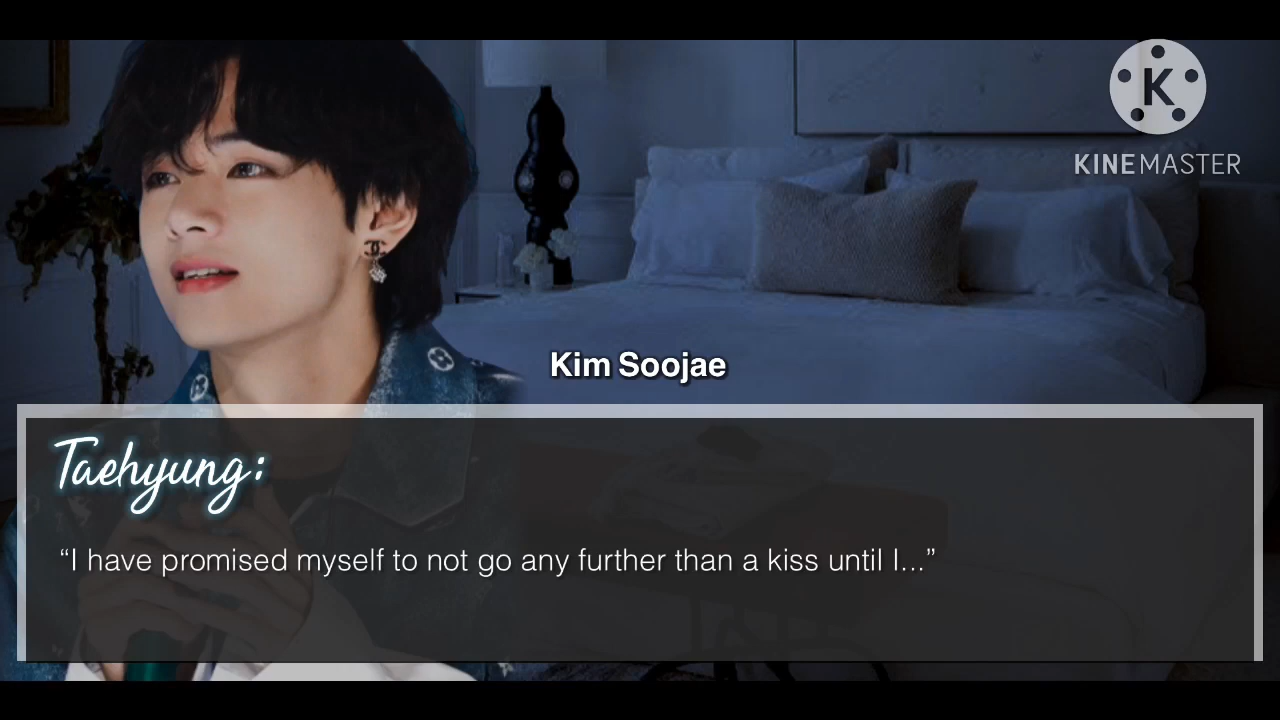 K
KINEMASTER
Kim Soojae
Taehyung:
“I have promised myself to not go any further than a kiss until I...”